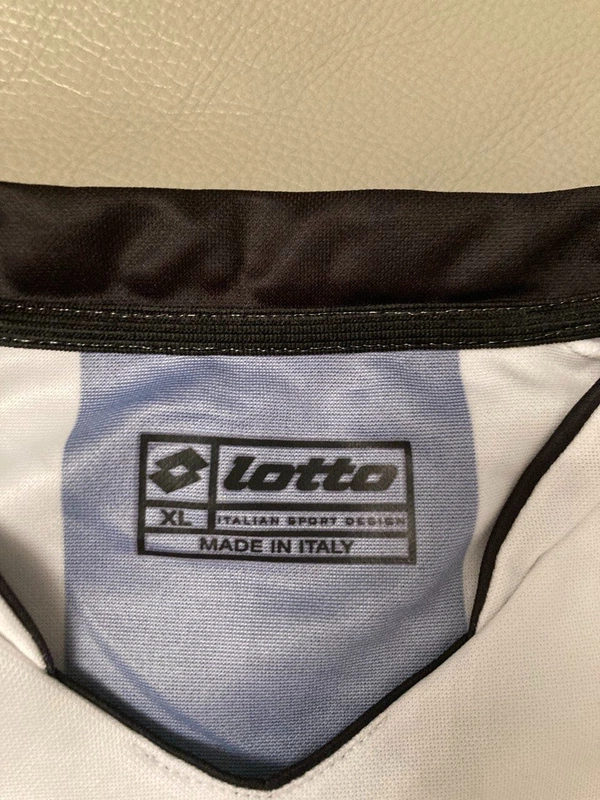 lotto
XL
ITALIAN SPORT DESIGN
MADE IN ITALY